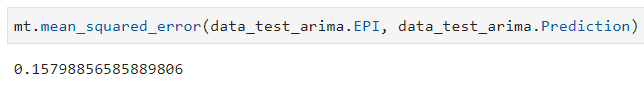 mt.mean_squared_error(data_test_arima.EPI, data_test_arima.Prediction)
0.15798856585889806